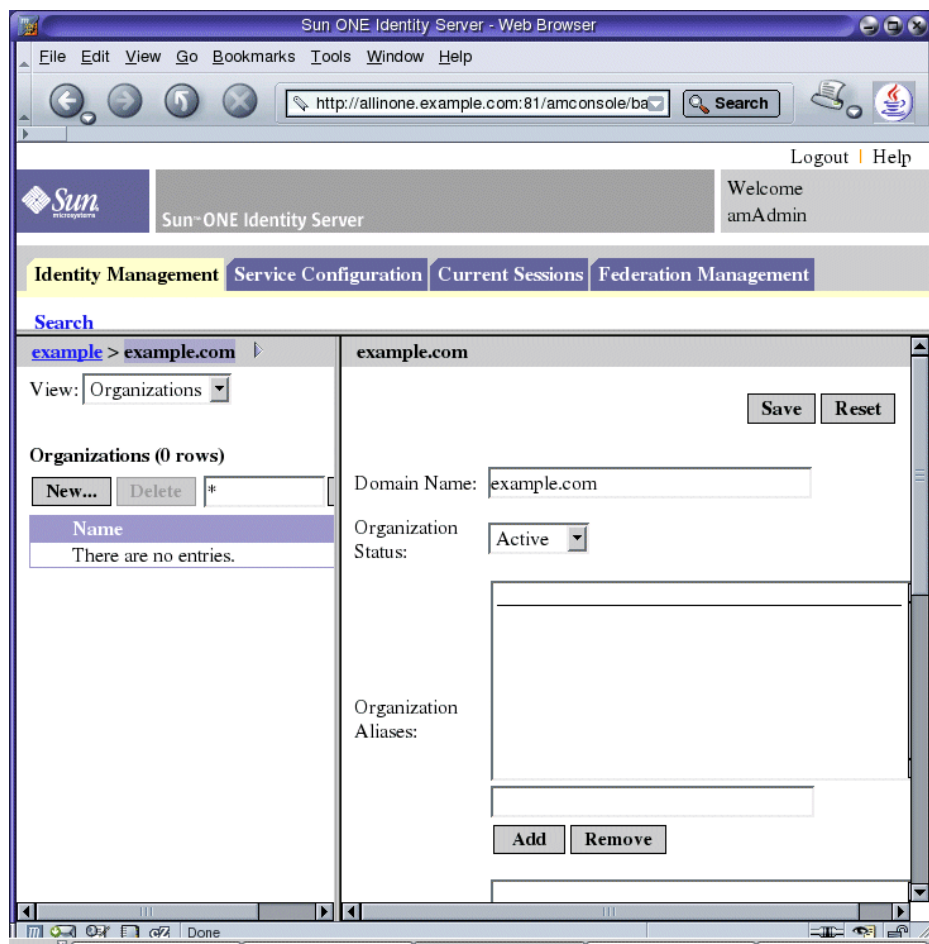 Sun ONE Identity Server - Web Browser
File Edit View Go Bookmarks Tools Window Help
http://allinone.example.com:81/amconsole/ba
Search
Logout | Help
Sun
microsystems
Sun™ ONE Identity Server
Welcome
amAdmin
Identity Management Service Configuration Current Sessions Federation Management
Search
example > example.com
View: Organizations
Organizations (0 rows)
New... Delete *
Name
There are no entries.
example.com
Save Reset
Domain Name: example.com
Organization
Status:
Active
Organization
Aliases:
Add Remove
Done